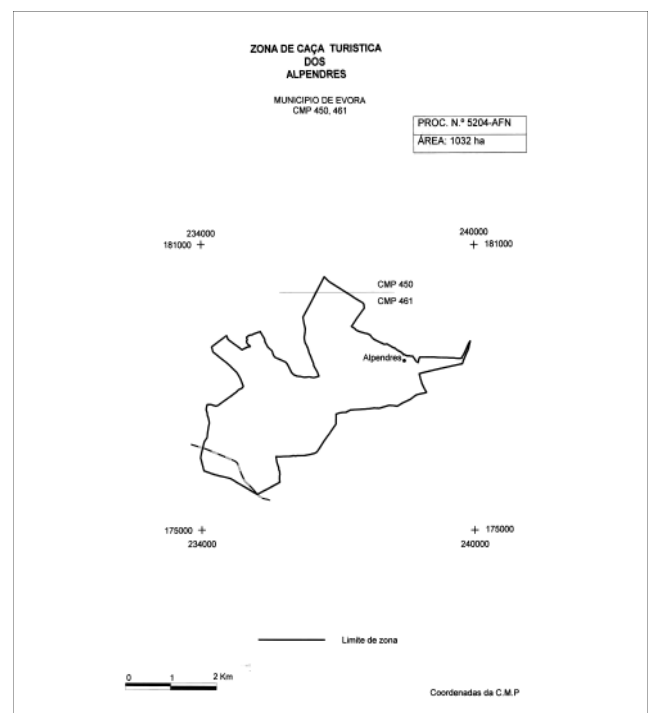 ZONA DE CAÇA TURISTICA
DOS
ALPENDRES
MUNICIPIO DE EVORA
CMP 450, 461
PROC. N.º 5204-AFN
ÁREA: 1032 ha
234000
181000
240000
181000
CMP 450
CMP 461
Alpendres
175000
234000
175000
240000
Limite de zona
0 1 2 Km
Coordenadas da C.M.P